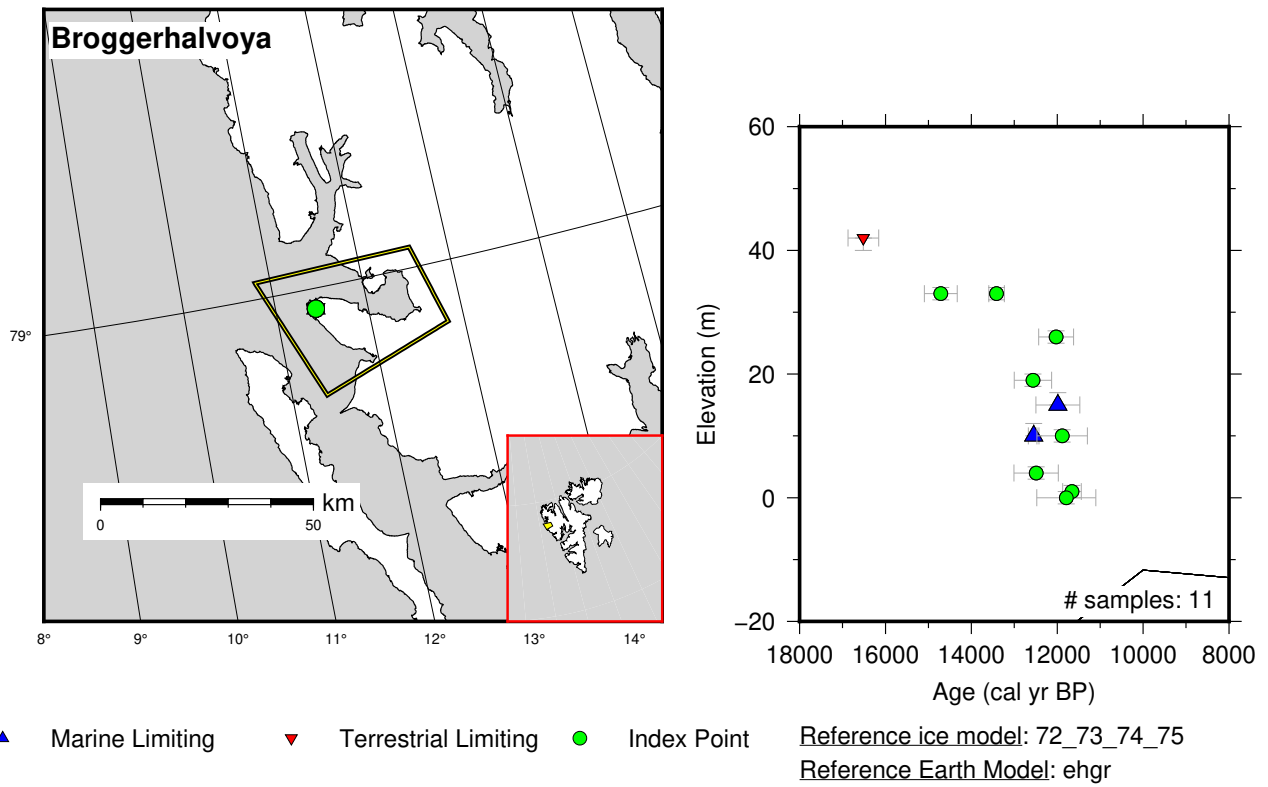 Broggerhalvoya
79°
km
0 50
8° 9° 10° 11° 12° 13° 14°
60
40
20
0
−20
Elevation (m)
# samples: 11
18000 16000 14000 12000 10000 8000
Age (cal yr BP)
Marine Limiting Terrestrial Limiting Index Point
Reference ice model: 72_73_74_75
Reference Earth Model: ehgr